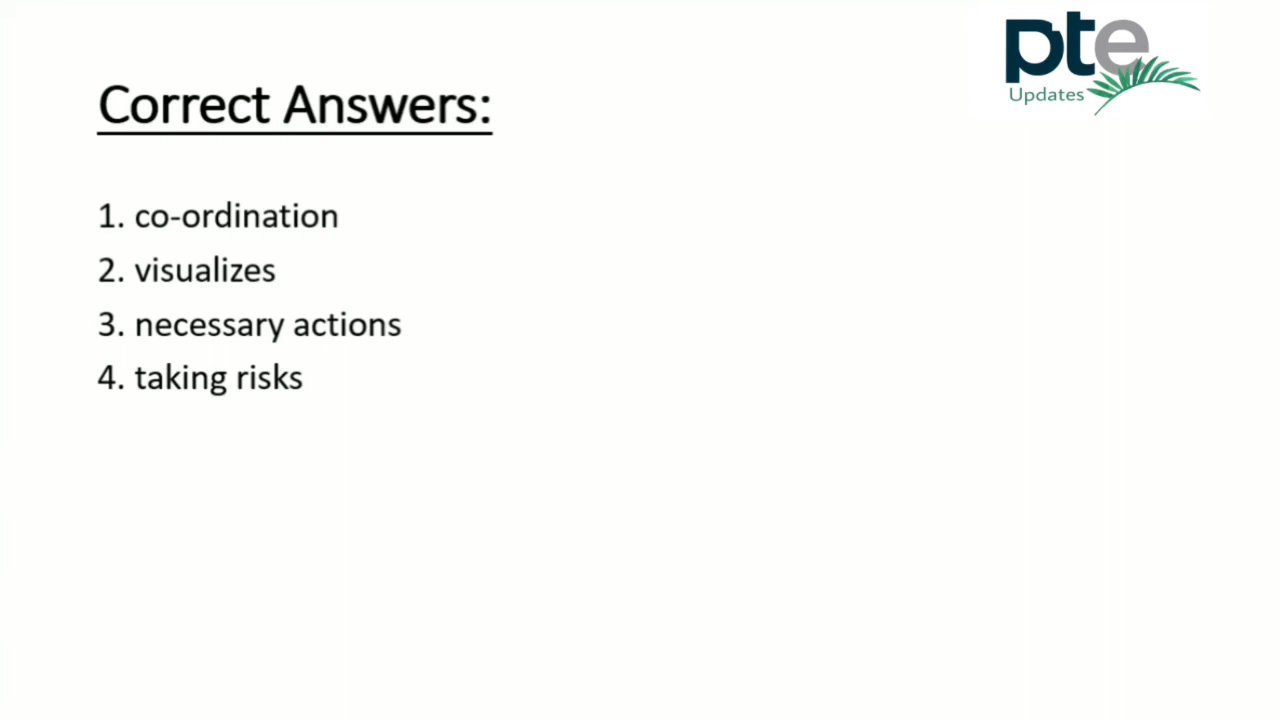 pte
Updates
Correct Answers:
1. co-ordination
2. visualizes
3. necessary actions
4. taking risks